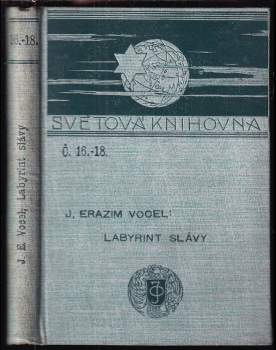 16.-18.
J. E. Vocel, Labyrint slávy
SVĚTOVÁ KNIHOVNA
Č. 16.-18.
J. ERAZIM VOCEL:
LABYRINT SLÁVY